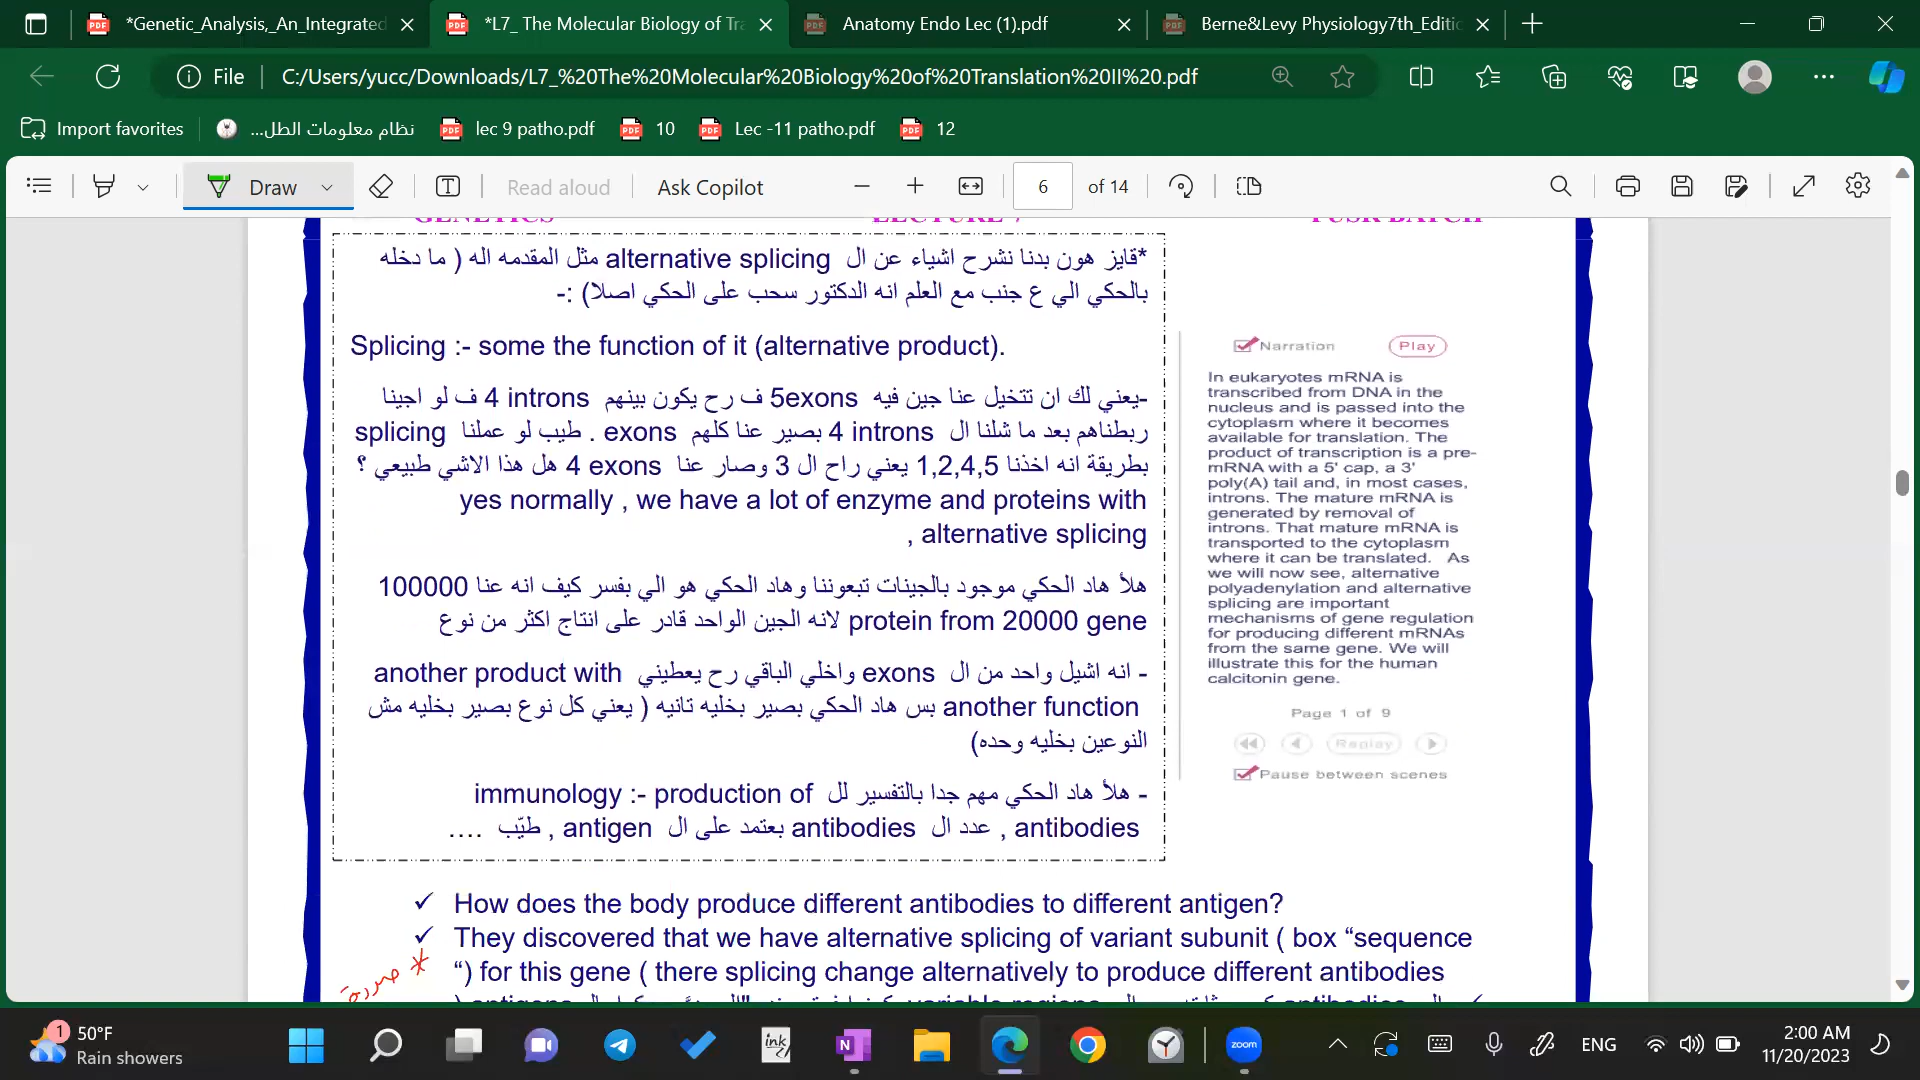 *Genetic_Analysis,_An_Integrated
*L7_ The Molecular Biology of Tra
Anatomy Endo Lec (1).pdf
Berne&Levy Physiology7th_Editio
File
C:/Users/yucc/Downloads/L7_%20The%20Molecular%20Biology%20of%20Translation%20II%20.pdf
Import favorites
نظام معلومات الطل...
lec 9 patho.pdf
10
Lec -11 patho.pdf
12
Draw
Read aloud
Ask Copilot
6
of 14
GENETICS
LECTURE 7
*قايز هون بدنا نشرح اشياء عن ال alternative splicing مثل المقدمه اله ( ما دخله
بالحكي الي ع جنب مع العلم انه الدكتور سحب على الحكي اصلا) :-
Splicing :- some the function of it (alternative product).
-يعني لك ان تتخيل عنا جين فيه 5exons ف رح يكون بينهم 4 introns ف لو اجينا
ربطناهم بعد ما شلنا ال 4 introns بصير عنا كلهم exons . طيب لو عملنا splicing
بطريقة انه اخذنا 1,2,4,5 يعني راح ال 3 وصار عنا 4 exons هل هذا الاشي طبيعي ؟
yes normally , we have a lot of enzyme and proteins with
alternative splicing ,
هلأ هاد الحكي موجود بالجينات تبعوننا وهاد الحكي هو الي بفسر كيف انه عنا 100000
protein from 20000 gene لانه الجين الواحد قادر على انتاج اكثر من نوع
- انه اشيل واحد من ال exons واخلي الباقي رح يعطيني another product with
another function بس هاد الحكي بصير بخليه تانيه ( يعني كل نوع بصير بخليه مش
النوعين بخليه وحده)
- هلأ هاد الحكي مهم جدا بالتفسير لل immunology :- production of
antibodies , عدد ال antibodies بعتمد على ال antigen , طيّب ....
Narration
Play
In eukaryotes mRNA is
transcribed from DNA in the
nucleus and is passed into the
cytoplasm where it becomes
available for translation. The
product of transcription is a pre-
mRNA with a 5' cap, a 3'
poly(A) tail and, in most cases,
introns. The mature mRNA is
generated by removal of
introns. That mature mRNA is
transported to the cytoplasm
where it can be translated. As
we will now see, alternative
polyadenylation and alternative
splicing are important
mechanisms of gene regulation
for producing different mRNAs
from the same gene. We will
illustrate this for the human
calcitonin gene.
Page 1 of 9
Replay
Pause between scenes
✓ How does the body produce different antibodies to different antigen?
✓ They discovered that we have alternative splicing of variant subunit ( box “sequence
“) for this gene ( there splicing change alternatively to produce different antibodies
1
50°F
Rain showers
zoom
ENG
2:00 AM
11/20/2023